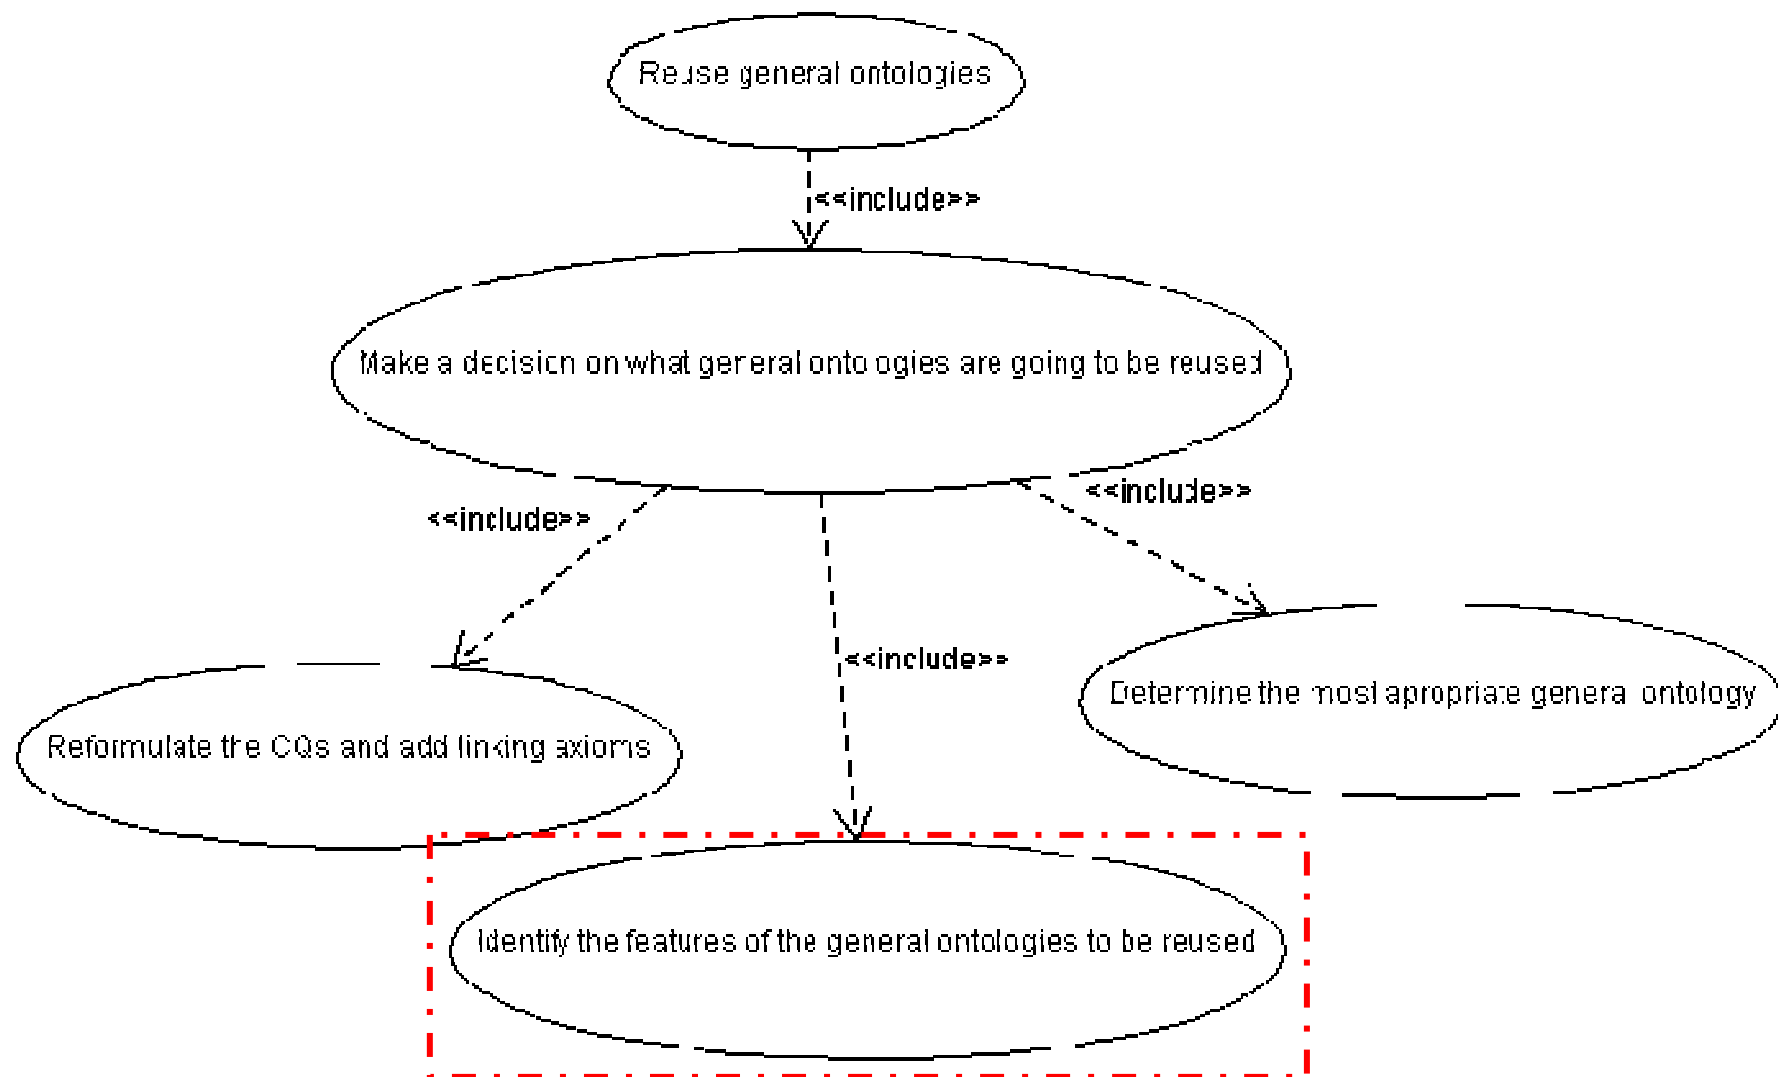 Reuse general ontologies
<<include>>
Make a decision on what general ontologies are going to be reused
<<include>>
<<include>>
<<include>>
Determine the most apropriate general ontology
Reformulate the CQs and add linking axioms
Identify the features of the general ontologies to be reused